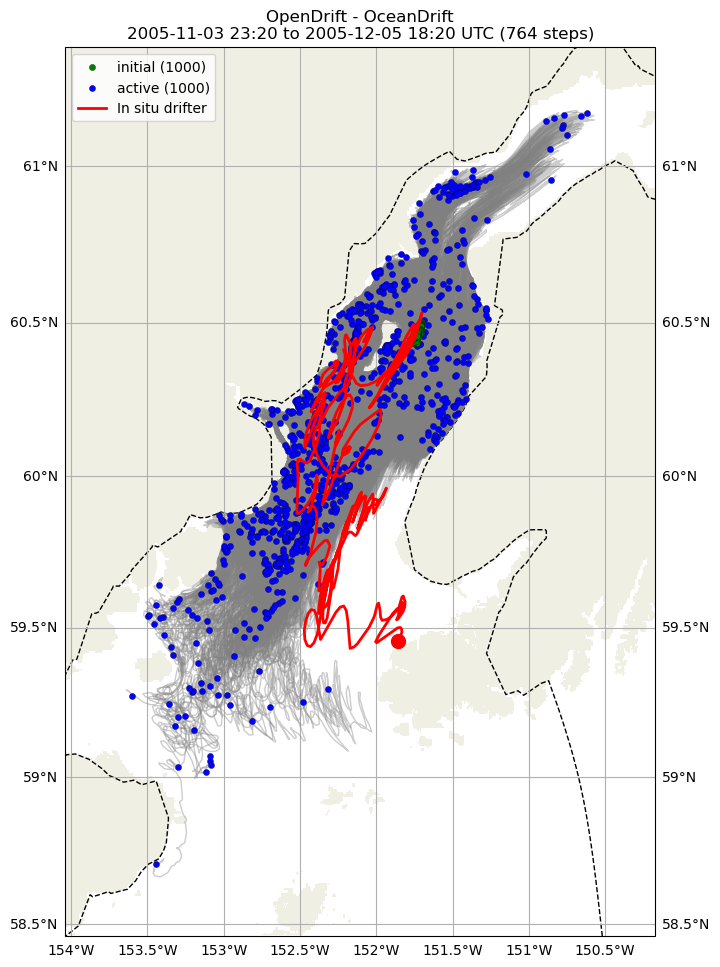 OpenDrift - OceanDrift
2005-11-03 23:20 to 2005-12-05 18:20 UTC (764 steps)
initial (1000)
active (1000)
In situ drifter
61°N 61°N
60.5°N 60.5°N
60°N 60°N
59.5°N 59.5°N
59°N 59°N
58.5°N 58.5°N
154°W 153.5°W 153°W 152.5°W 152°W 151.5°W 151°W 150.5°W